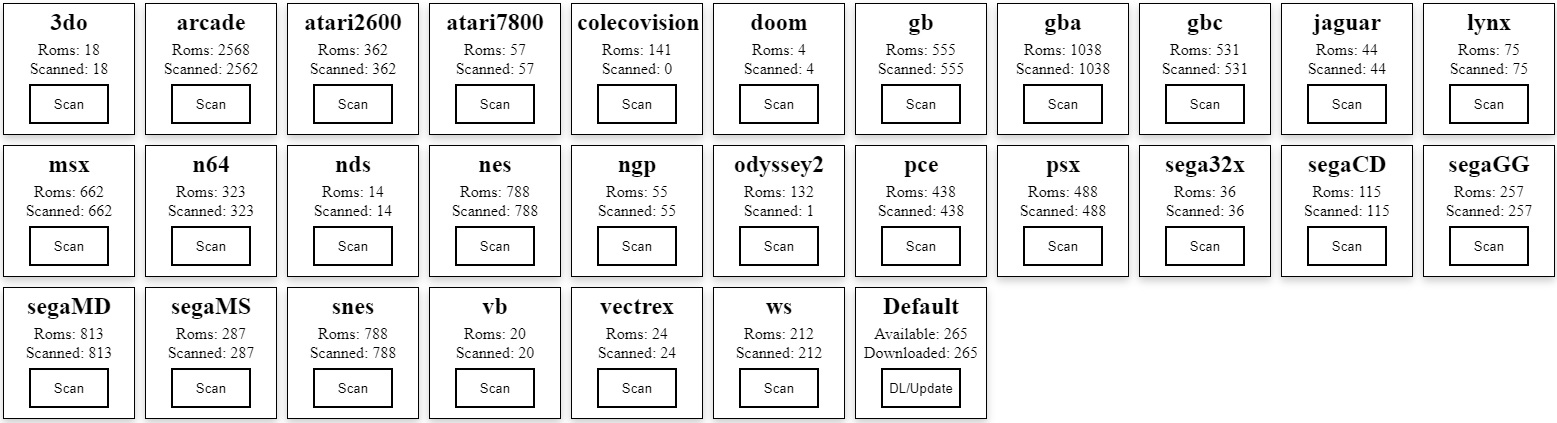 3do
Roms: 18
Scanned: 18
Scan
arcade
Roms: 2568
Scanned: 2562
Scan
atari2600
Roms: 362
Scanned: 362
Scan
atari7800
Roms: 57
Scanned: 57
Scan
colecovision
Roms: 141
Scanned: 0
Scan
doom
Roms: 4
Scanned: 4
Scan
gb
Roms: 555
Scanned: 555
Scan
gba
Roms: 1038
Scanned: 1038
Scan
gbc
Roms: 531
Scanned: 531
Scan
jaguar
Roms: 44
Scanned: 44
Scan
lynx
Roms: 75
Scanned: 75
Scan
msx
Roms: 662
Scanned: 662
Scan
n64
Roms: 323
Scanned: 323
Scan
nds
Roms: 14
Scanned: 14
Scan
nes
Roms: 788
Scanned: 788
Scan
ngp
Roms: 55
Scanned: 55
Scan
odyssey2
Roms: 132
Scanned: 1
Scan
pce
Roms: 438
Scanned: 438
Scan
psx
Roms: 488
Scanned: 488
Scan
sega32x
Roms: 36
Scanned: 36
Scan
segaCD
Roms: 115
Scanned: 115
Scan
segaGG
Roms: 257
Scanned: 257
Scan
segaMD
Roms: 813
Scanned: 813
Scan
segaMS
Roms: 287
Scanned: 287
Scan
snes
Roms: 788
Scanned: 788
Scan
vb
Roms: 20
Scanned: 20
Scan
vectrex
Roms: 24
Scanned: 24
Scan
ws
Roms: 212
Scanned: 212
Scan
Default
Available: 265
Downloaded: 265
DL/Update